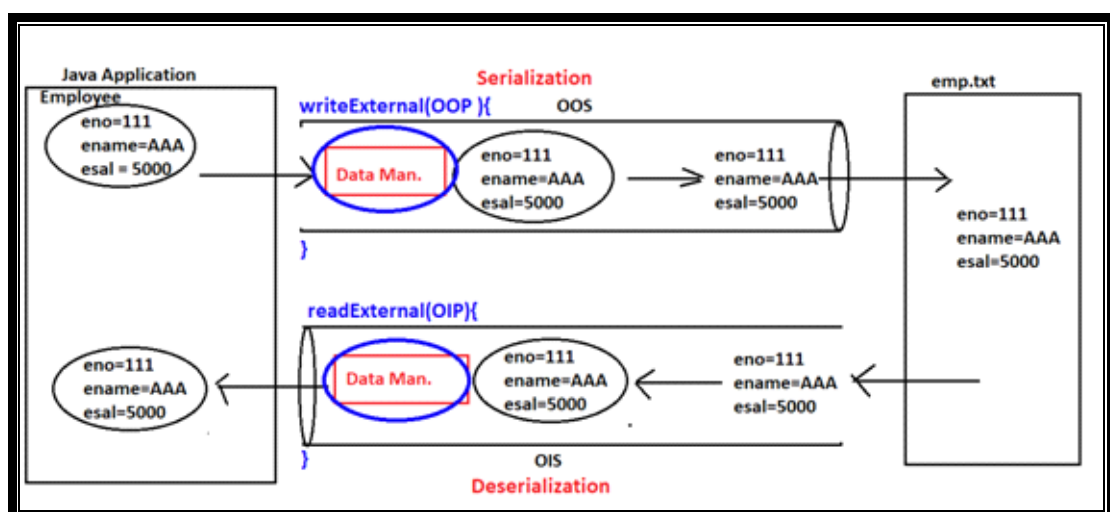 Java Application
Employee
eno=111
ename=AAA
esal = 5000
Serialization
writeExternal(OOP ){
OOS
Data Man.
eno=111
ename=AAA
esal=5000
eno=111
ename=AAA
esal=5000
}
emp.txt
eno=111
ename=AAA
esal=5000
readExternal(OIP){
eno=111
ename=AAA
esal=5000
Data Man.
eno=111
ename=AAA
esal=5000
eno=111
ename=AAA
esal=5000
}
OIS
Deserialization